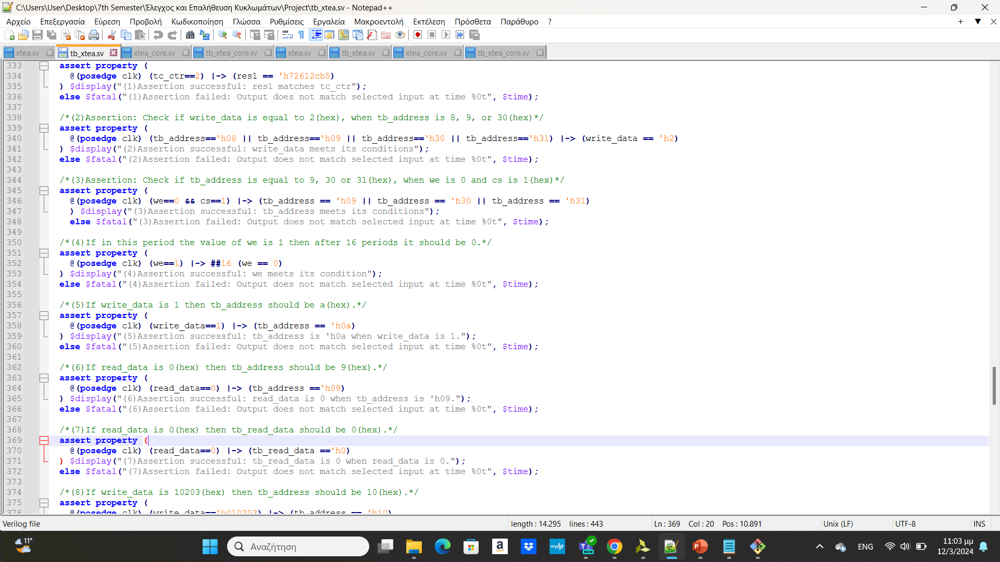 C:\Users\User\Desktop\7th Semester\Έλεγχος και Επαλήθευση Κυκλωμάτων\Project\tb_xtea.sv - Notepad++
Αρχείο Επεξεργασία Εύρεση Προβολή Κωδικοποίηση Γλώσσα Ρυθμίσεις Εργαλεία Μακροεντολή Εκτέλεση Πρόσθετα Παράθυρο ?
xtea.sv tb_xtea.sv xtea_core.sv tb_xtea_core.sv xtea.sv tb_xtea.sv xtea_core.sv tb_xtea_core.sv
333 assert property (
334 @(posedge clk) (tc_ctr==2) |-> (res1 == 'h72612cb5)
335 ) $display("(1)Assertion successful: res1 matches tc_ctr");
336 else $fatal("(1)Assertion failed: Output does not match selected input at time %0t", $time);
337
338 /*(2)Assertion: Check if write_data is equal to 2(hex), when tb_address is 8, 9, or 30(hex)*/
339 assert property (
340 @(posedge clk) (tb_address=='h08 || tb_address=='h09 || tb_address=='h30 || tb_address=='h31) |-> (write_data == 'h2)
341 ) $display("(2)Assertion successful: write_data meets its conditions");
342 else $fatal("(2)Assertion failed: Output does not match selected input at time %0t", $time);
343
344 /*(3)Assertion: Check if tb_address is equal to 9, 30 or 31(hex), when we is 0 and cs is 1(hex)*/
345 assert property (
346 @(posedge clk) (we==0 && cs==1) |-> (tb_address == 'h09 || tb_address == 'h30 || tb_address == 'h31)
347 ) $display("(3)Assertion successful: tb_address meets its conditions");
348 else $fatal("(3)Assertion failed: Output does not match selected input at time %0t", $time);
349
350 /*(4)If in this period the value of we is 1 then after 16 periods it should be 0.*/
351 assert property (
352 @(posedge clk) (we==1) |-> ##16 (we == 0)
353 ) $display("(4)Assertion successful: we meets its condition");
354 else $fatal("(4)Assertion failed: Output does not match selected input at time %0t", $time);
355
356 /*(5)If write_data is 1 then tb_address should be a(hex).*/
357 assert property (
358 @(posedge clk) (write_data==1) |-> (tb_address == 'h0a)
359 ) $display("(5)Assertion successful: tb_address is 'h0a when write_data is 1.");
360 else $fatal("(5)Assertion failed: Output does not match selected input at time %0t", $time);
361
362 /*(6)If read_data is 0(hex) then tb_address should be 9(hex).*/
363 assert property (
364 @(posedge clk) (read_data==0) |-> (tb_address =='h09)
365 ) $display("(6)Assertion successful: read_data is 0 when tb_address is 'h09.");
366 else $fatal("(6)Assertion failed: Output does not match selected input at time %0t", $time);
367
368 /*(7)If read_data is 0(hex) then tb_read_data should be 0(hex).*/
369 assert property (
370 @(posedge clk) (read_data==0) |-> (tb_read_data =='h0)
371 ) $display("(7)Assertion successful: tb_read_data is 0 when read_data is 0.");
372 else $fatal("(7)Assertion failed: Output does not match selected input at time %0t", $time);
373
374 /*(8)If write_data is 10203(hex) then tb_address should be 10(hex).*/
375 assert property (
376 @(posedge clk) (write_data=='h010203) |-> (tb_address == 'h10)
Verilog file length : 14.295 lines : 443 Ln : 369 Col : 20 Pos : 10.891 Unix (LF) UTF-8 INS
11° Αναζήτηση myhp NEW ENG 11:03 μμ
12/3/2024